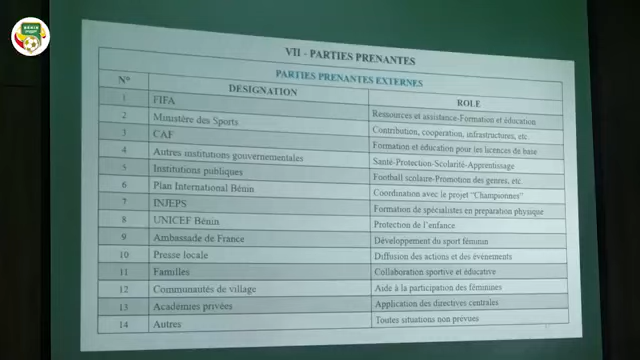 BENIN
VII - PARTIES PRENANTES
PARTIES PRENANTES EXTERNES
N° DESIGNATION ROLE
1 FIFA Ressources et assistance-Formation et éducation
2 Ministère des Sports Contribution, cooperation, infrastructures, etc
3 CAF Formation et éducation pour les licences de base
4 Autres institutions gouvernementales Santé-Protection-Scolarité-Apprentissage
5 Institutions publiques Football scolaire-Promotion des genres, etc
6 Plan International Bénin Coordination avec le projet "Championnes"
7 INJEPS Formation de spécialistes en préparation physique
8 UNICEF Bénin Protection de l'enfance
9 Ambassade de France Développement du sport féminin
10 Presse locale Diffusion des actions et des évènements
11 Familles Collaboration sportive et éducative
12 Communautés de village Aide à la participation des féminines
13 Académies privées Application des directives centrales
14 Autres Toutes situations non prévues